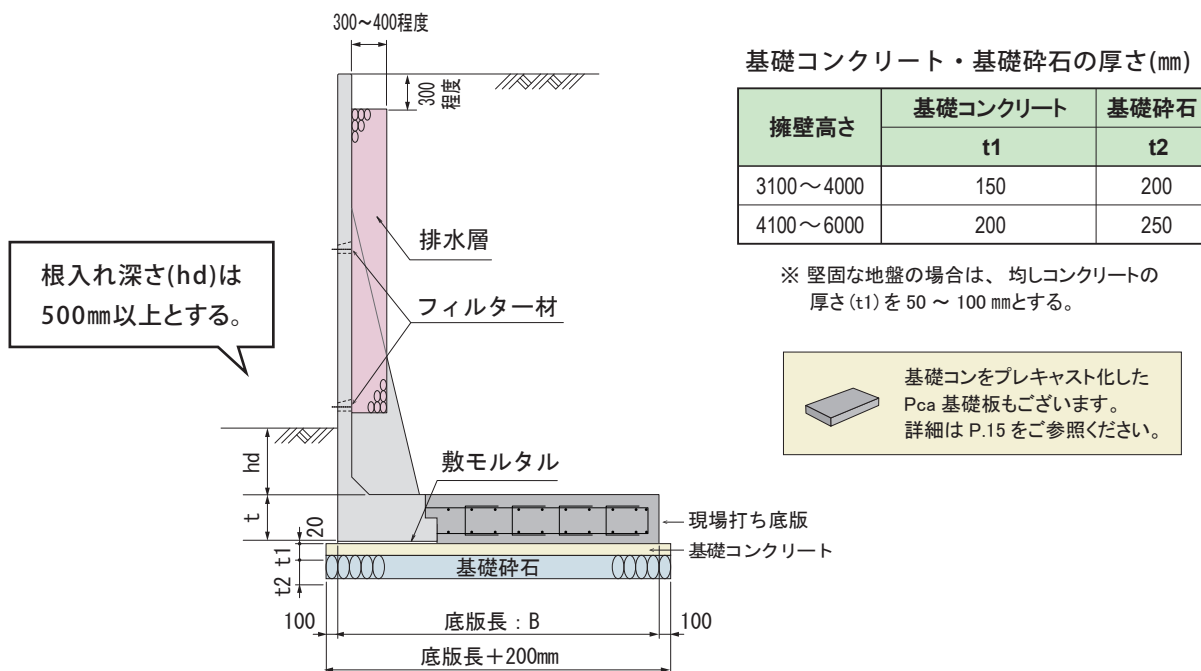 300～400程度
300
程度
排水層
フィルター材
根入れ深さ(hd)は
500㎜以上とする。
hd
敷モルタル
t
20
現場打ち底版
基礎コンクリート
t1
t2
基礎砕石
100
底版長：B
100
底版長＋200mm
基礎コンクリート・基礎砕石の厚さ(㎜)
擁壁高さ 基礎コンクリート 基礎砕石
t1 t2
3100～4000 150 200
4100～6000 200 250
※ 堅固な地盤の場合は、均しコンクリートの
厚さ(t1)を 50 ～ 100 ㎜とする。
基礎コンをプレキャスト化した
Pca 基礎板もございます。
詳細は P.15 をご参照ください。